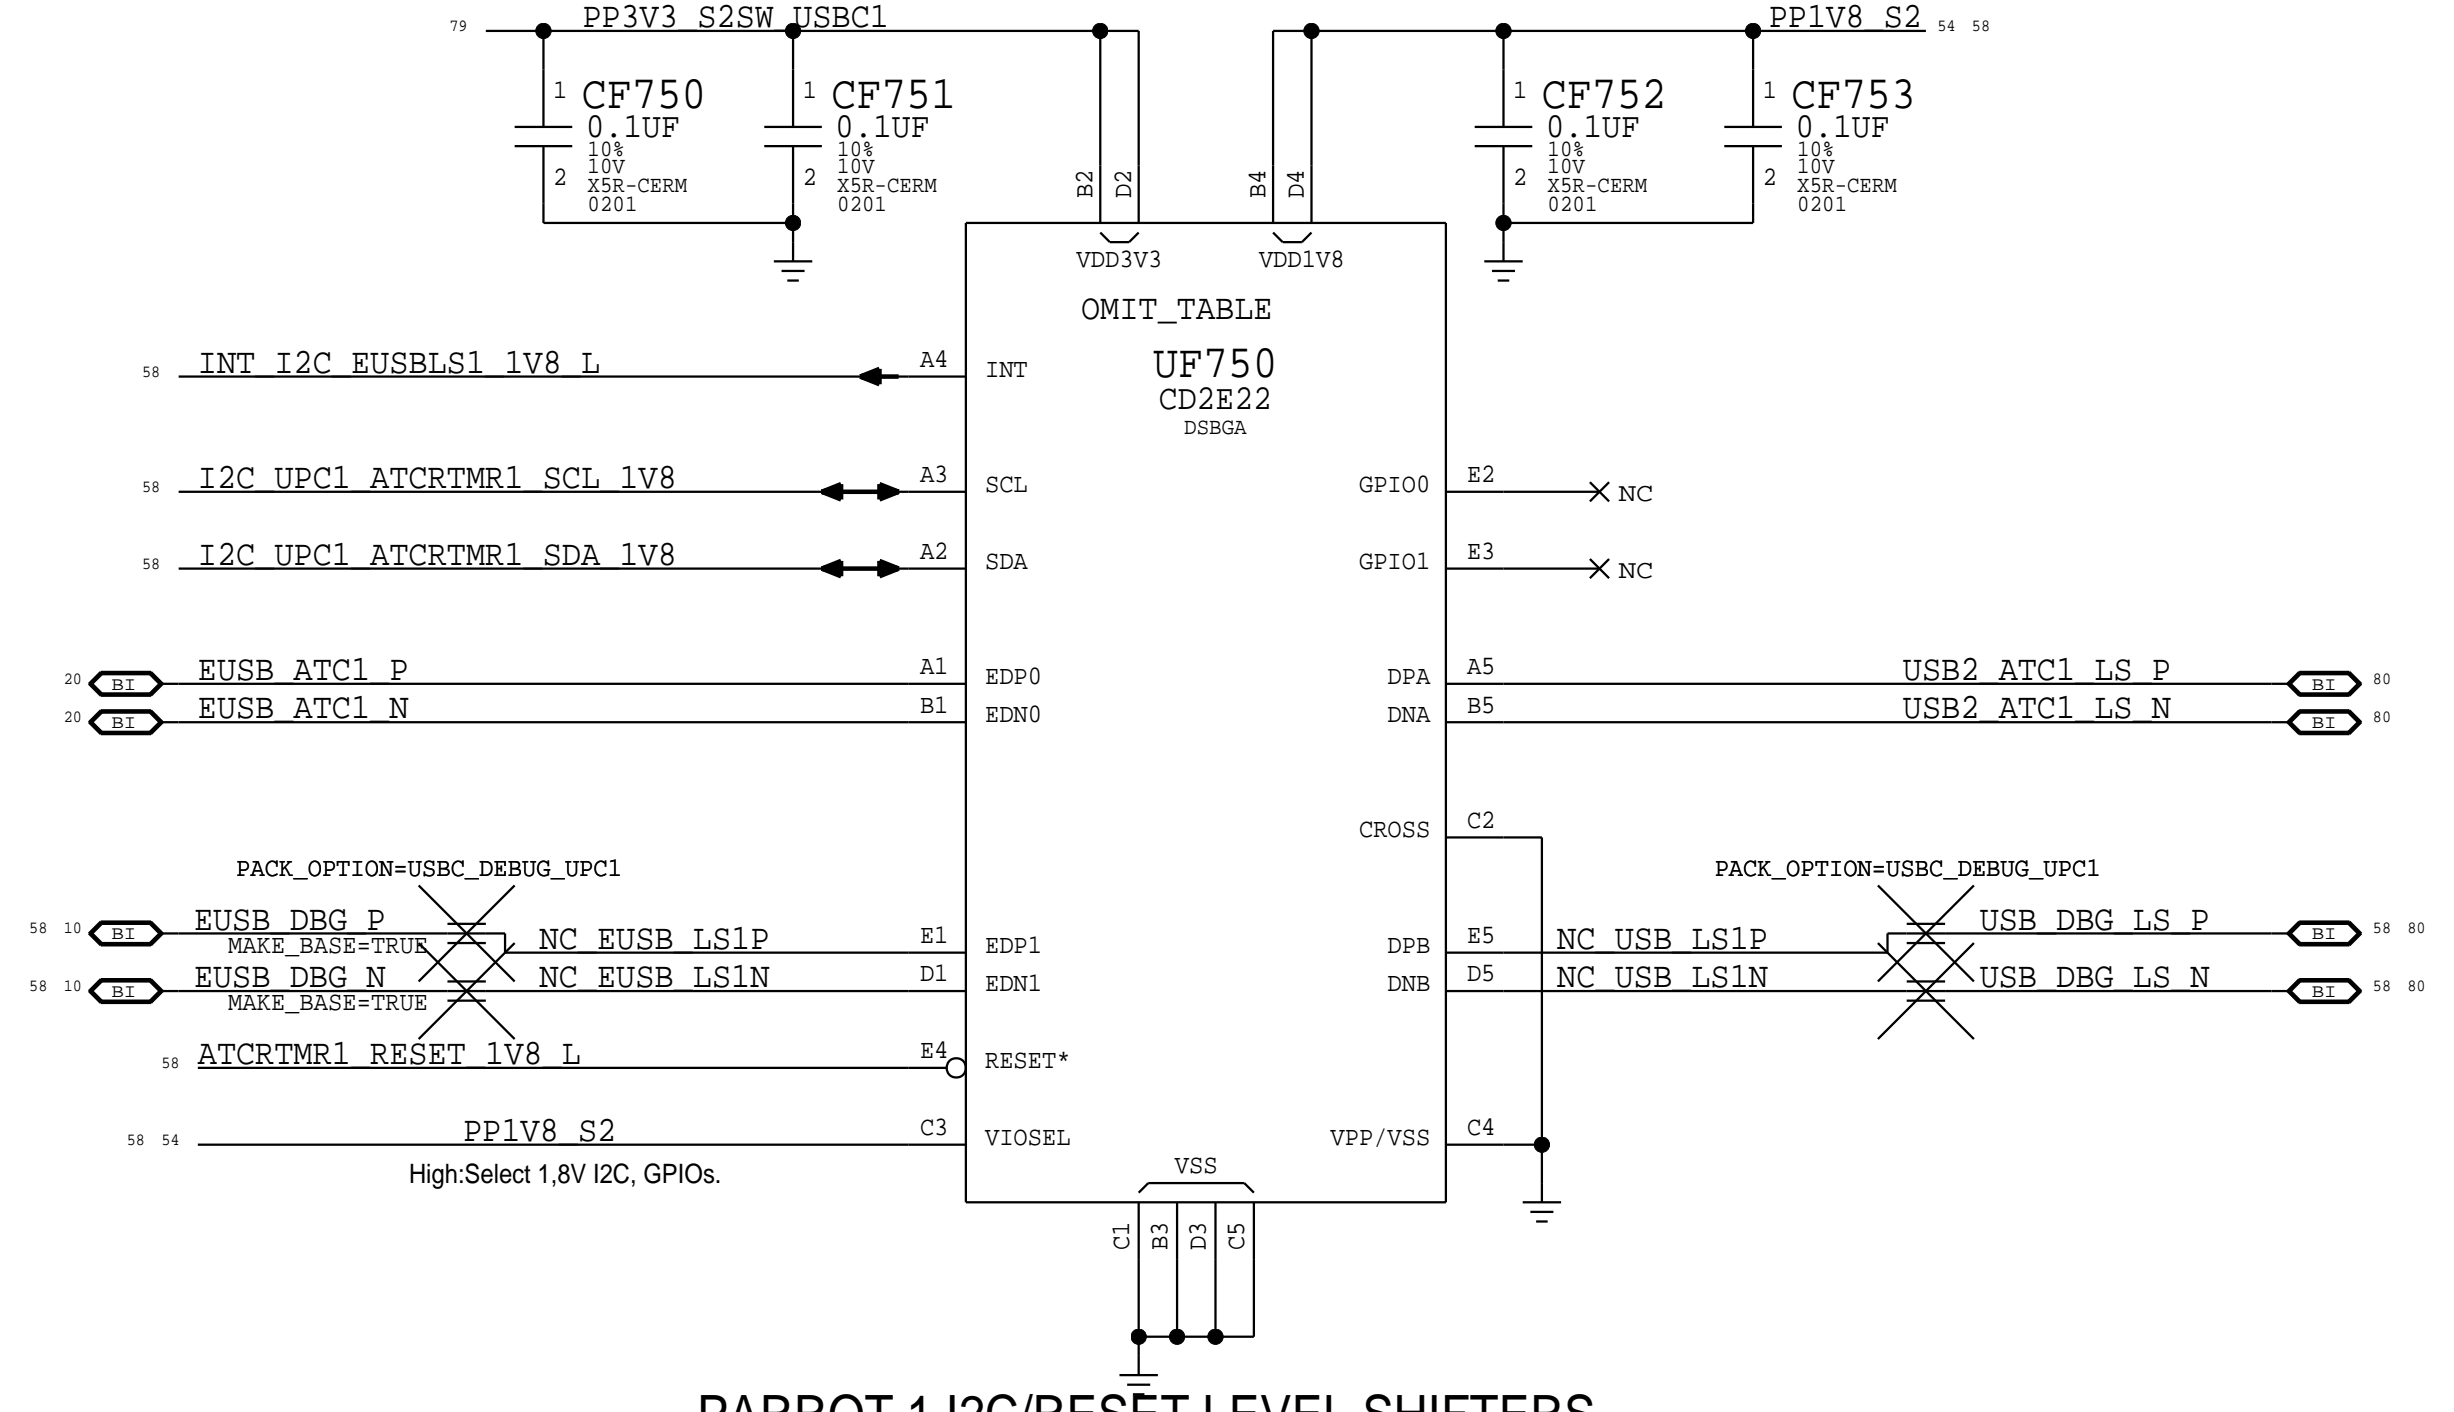 79 PP3V3_S2SW_USBC1
PP1V8_S2 54 58
1 CF750
0.1UF
10%
10V
2 X5R-CERM
0201
1 CF751
0.1UF
10%
10V
2 X5R-CERM
0201
1 CF752
0.1UF
10%
10V
2 X5R-CERM
0201
1 CF753
0.1UF
10%
10V
2 X5R-CERM
0201
B2 D2 B4 D4
VDD3V3 VDD1V8
OMIT_TABLE
UF750
CD2E22
DSBGA
58 INT_I2C_EUSBLS1_1V8_L A4 INT
58 I2C_UPC1_ATCRTMR1_SCL_1V8 A3 SCL
GPIO0 E2 NC
58 I2C_UPC1_ATCRTMR1_SDA_1V8 A2 SDA
GPIO1 E3 NC
20 BI EUSB_ATC1_P A1 EDP0
DPA A5 USB2_ATC1_LS_P BI 80
20 BI EUSB_ATC1_N B1 EDN0
DNA B5 USB2_ATC1_LS_N BI 80
CROSS C2
PACK_OPTION=USBC_DEBUG_UPC1
PACK_OPTION=USBC_DEBUG_UPC1
58 10 BI EUSB_DBG_P
MAKE_BASE=TRUE
NC_EUSB_LS1P E1 EDP1
DPB E5 NC_USB_LS1P
USB_DBG_LS_P BI 58 80
58 10 BI EUSB_DBG_N
MAKE_BASE=TRUE
NC_EUSB_LS1N D1 EDN1
DNB D5 NC_USB_LS1N
USB_DBG_LS_N BI 58 80
58 ATCRTMR1_RESET_1V8_L E4 RESET*
58 54 PP1V8_S2 C3 VIOSEL
VPP/VSS C4
High:Select 1,8V I2C, GPIOs.
VSS
C1 B3 D3 C5
PARROT 1 I2C/RESET LEVEL SHIFTERS